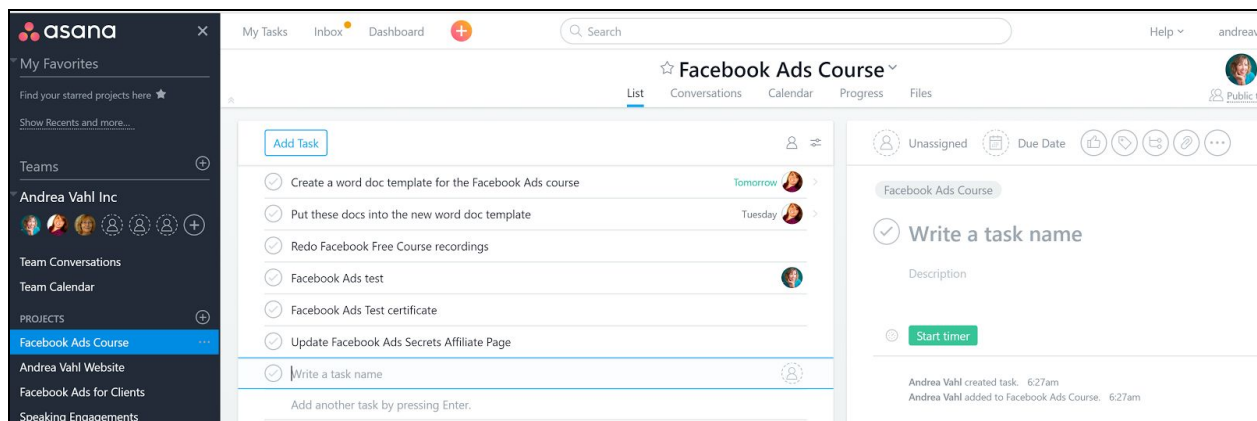 asana ×
My Favorites
Find your starred projects here
Show Recents and more...
Teams
Andrea Vahl Inc
Team Conversations
Team Calendar
PROJECTS
Facebook Ads Course
Andrea Vahl Website
Facebook Ads for Clients
Speaking Engagements
My Tasks Inbox Dashboard Search Help andreav
Facebook Ads Course
List Conversations Calendar Progress Files Public t
Add Task
Create a word doc template for the Facebook Ads course Tomorrow
Put these docs into the new word doc template Tuesday
Redo Facebook Free Course recordings
Facebook Ads test
Facebook Ads Test certificate
Update Facebook Ads Secrets Affiliate Page
Write a task name
Add another task by pressing Enter.
Unassigned Due Date
Facebook Ads Course
Write a task name
Description
Start timer
Andrea Vahl created task. 6:27am
Andrea Vahl added to Facebook Ads Course. 6:27am